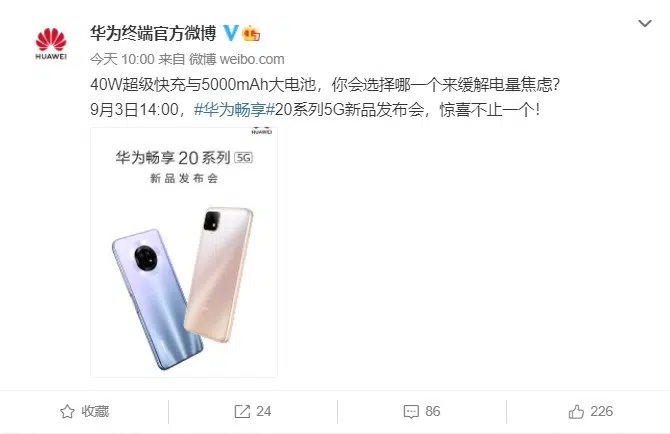 HUAWEI
华为终端官方微博
今天 10:00 来自 微博 weibo.com
40W超级快充与5000mAh大电池，你会选择哪一个来缓解电量焦虑？
9月3日14:00，#华为畅享#20系列5G新品发布会，惊喜不止一个！
HUAWEI
华为畅享 20 系列 5G
新品发布会
收藏
24
86
226